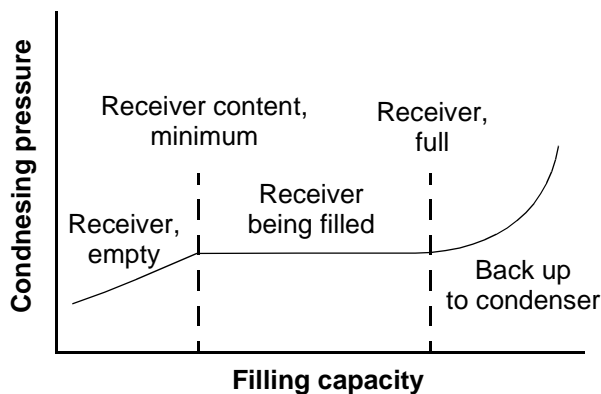 Condnesing pressure
Receiver content,
minimum
Receiver,
full
Receiver
being filled
Receiver,
empty
Back up
to condenser
Filling capacity